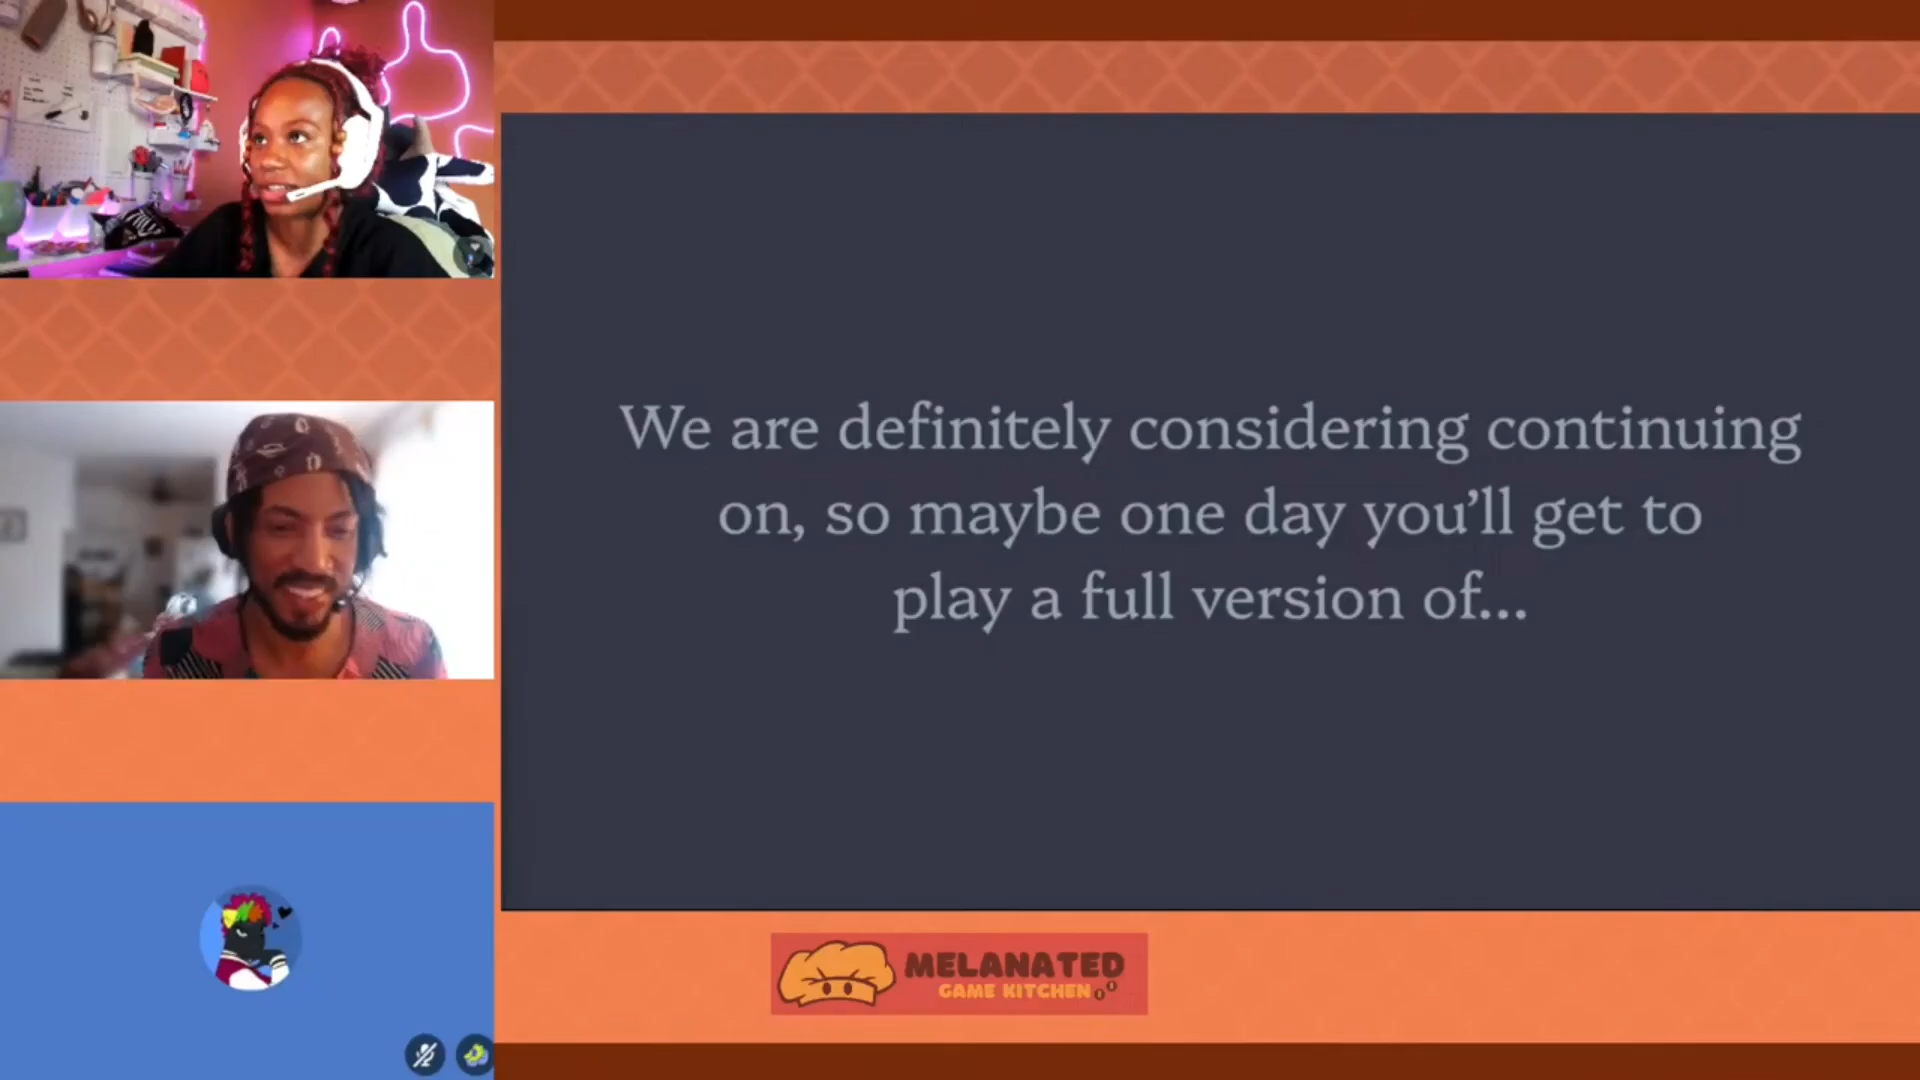 We are definitely considering continuing
on, so maybe one day you’ll get to
play a full version of...
MELANATED
GAME KITCHEN